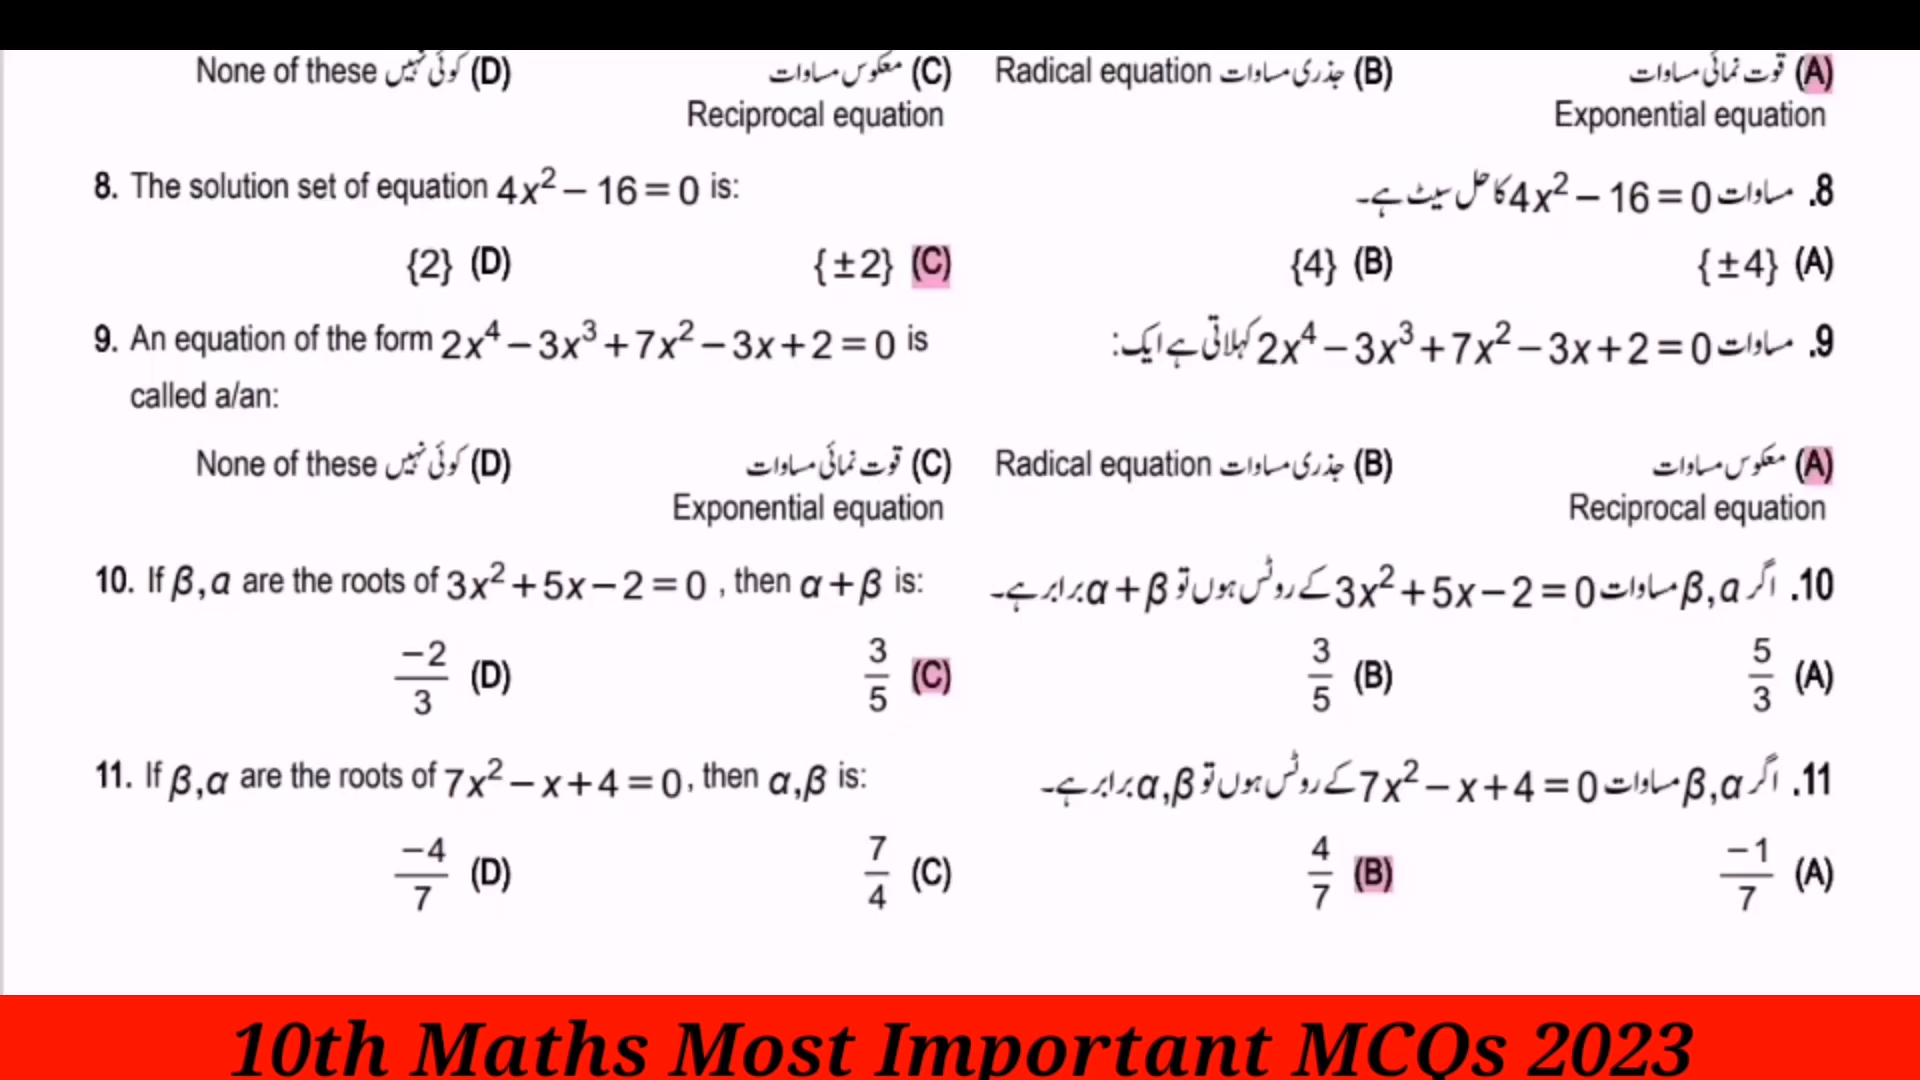 None of these کوئی نہیں (D) معکوس مساوات (C) Radical equation جذری مساوات (B) قوت نمائی مساوات (A)
Reciprocal equation Exponential equation
8. The solution set of equation 4x² − 16 = 0 is: .8 مساوات 4x² − 16 = 0 کا حل سیٹ ہے۔
{2} (D) {±2} (C) {4} (B) {±4} (A)
9. An equation of the form 2x⁴ − 3x³ + 7x² − 3x + 2 = 0 is .9 مساوات 2x⁴ − 3x³ + 7x² − 3x + 2 = 0 کہلاتی ہے ایک:
called a/an:
None of these کوئی نہیں (D) قوت نمائی مساوات (C) Radical equation جذری مساوات (B) معکوس مساوات (A)
Exponential equation Reciprocal equation
10. If β,α are the roots of 3x² + 5x − 2 = 0 , then α + β is: .10 اگر β,α مساوات 3x² + 5x − 2 = 0 کے روٹس ہوں تو α + β برابر ہے۔
−2/3 (D) 3/5 (C) 3/5 (B) 5/3 (A)
11. If β,α are the roots of 7x² − x + 4 = 0, then α,β is: .11 اگر β,α مساوات 7x² − x + 4 = 0 کے روٹس ہوں تو α,β برابر ہے۔
−4/7 (D) 7/4 (C) 4/7 (B) −1/7 (A)
10th Maths Most Important MCQs 2023